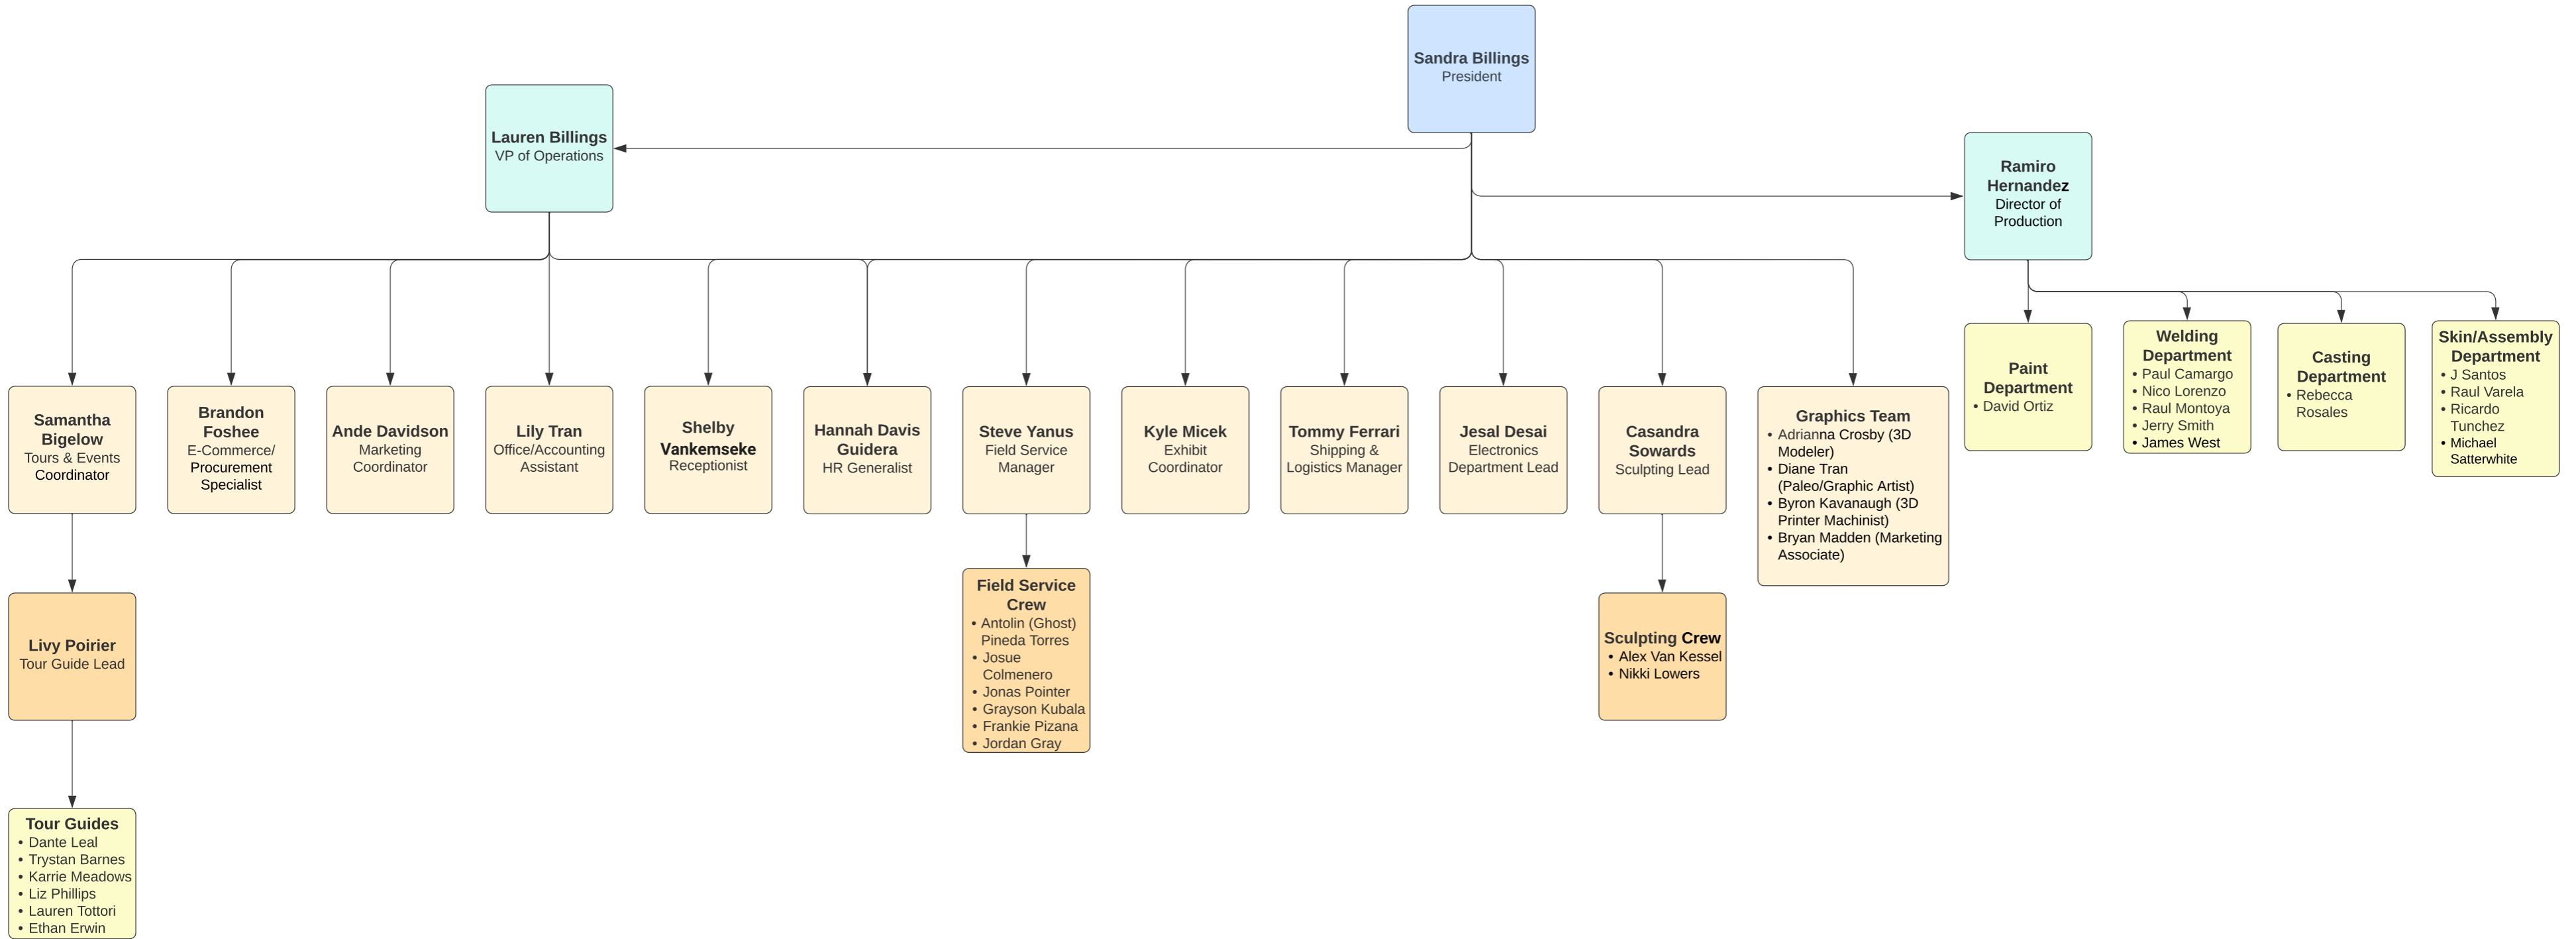 Sandra Billings
President
Lauren Billings
VP of Operations
Ramiro
Hernandez
Director of
Production
Samantha
Bigelow
Tours & Events
Coordinator
Brandon
Foshee
E-Commerce/
Procurement
Specialist
Ande Davidson
Marketing
Coordinator
Lily Tran
Office/Accounting
Assistant
Shelby
Vankemseke
Receptionist
Hannah Davis
Guidera
HR Generalist
Steve Yanus
Field Service
Manager
Kyle Micek
Exhibit
Coordinator
Tommy Ferrari
Shipping &
Logistics Manager
Jesal Desai
Electronics
Department Lead
Casandra
Sowards
Sculpting Lead
Graphics Team
• Adrianna Crosby (3D
Modeler)
• Diane Tran
(Paleo/Graphic Artist)
• Byron Kavanaugh (3D
Printer Machinist)
• Bryan Madden (Marketing
Associate)
Paint
Department
• David Ortiz
Welding
Department
• Paul Camargo
• Nico Lorenzo
• Raul Montoya
• Jerry Smith
• James West
Casting
Department
• Rebecca
Rosales
Skin/Assembly
Department
• J Santos
• Raul Varela
• Ricardo
Tunchez
• Michael
Satterwhite
Livy Poirier
Tour Guide Lead
Field Service
Crew
• Antolin (Ghost)
Pineda Torres
• Josue
Colmenero
• Jonas Pointer
• Grayson Kubala
• Frankie Pizana
• Jordan Gray
Sculpting Crew
• Alex Van Kessel
• Nikki Lowers
Tour Guides
• Dante Leal
• Trystan Barnes
• Karrie Meadows
• Liz Phillips
• Lauren Tottori
• Ethan Erwin